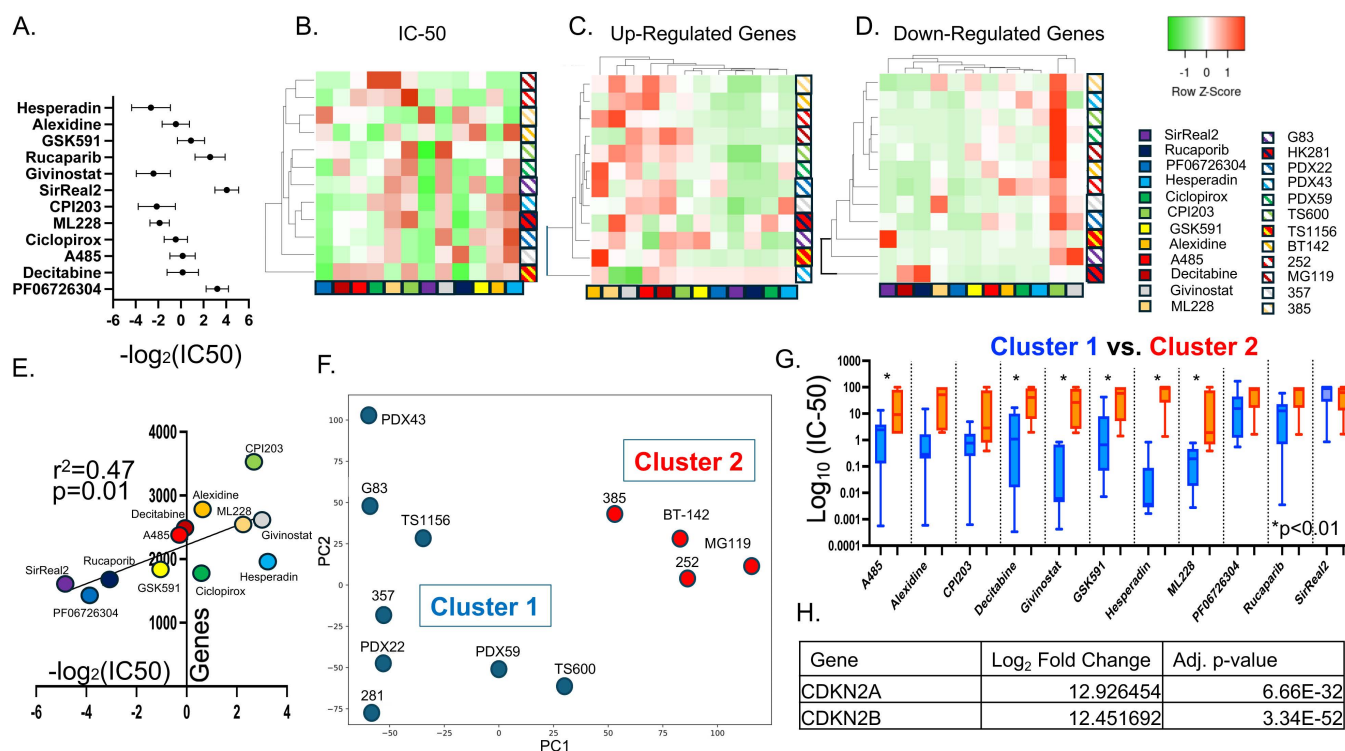 A.
B.
IC-50
C.
Up-Regulated Genes
D.
Down-Regulated Genes
-1 0 1
Row Z-Score
Hesperadin
Alexidine
GSK591
Rucaparib
Givinostat
SirReal2
CPI203
ML228
Ciclopirox
A485
Decitabine
PF06726304
-6 -4 -2 0 2 4 6
-log2(IC50)
SirReal2
Rucaporib
PF06726304
Hesperadin
Ciclopirox
CPI203
GSK591
Alexidine
A485
Decitabine
Givinostat
ML228
G83
HK281
PDX22
PDX43
PDX59
TS600
TS1156
BT142
252
MG119
357
385
E.
r2=0.47
p=0.01
4000
3000
2000
1000
CPI203
Alexidine
ML228
Decitabine
A485
Givinostat
Rucaparib
SirReal2
GSK591
Ciclopirox
Hesperadin
PF06726304
-log2(IC50)
Genes
-6 -4 -2 0 2 4
F.
PC2
100
75
50
25
0
-25
-50
-75
PDX43
G83
TS1156
385
Cluster 2
BT-142
MG119
252
Cluster 1
357
PDX22
PDX59
TS600
281
-50 -25 0 25 50 75 100
PC1
G.
Cluster 1 vs. Cluster 2
Log10 (IC-50)
1000
100
10
1
0.1
0.01
0.001
0.0001
* * * * * *
*p<0.01
A485
Alexidine
CPI203
Decitabine
Givinostat
GSK591
Hesperadin
ML228
PF06726304
Rucaparib
SirReal2
H.
Gene Log2 Fold Change Adj. p-value
CDKN2A 12.926454 6.66E-32
CDKN2B 12.451692 3.34E-52